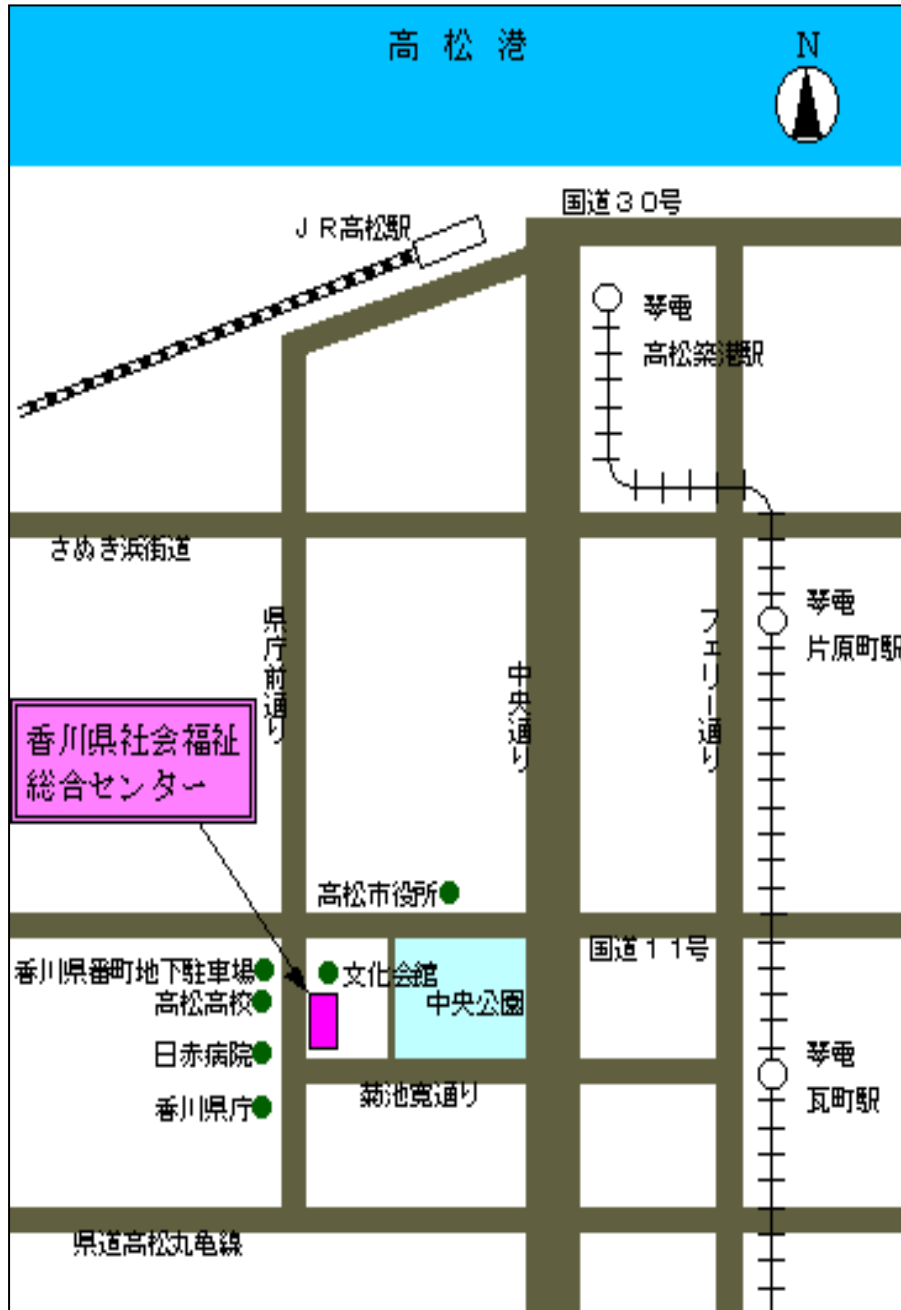 高松港
N
国道30号
JR高松駅
琴電
高松築港駅
さぬき浜街道
県庁前通り
中央通り
フェリー通り
琴電
片原町駅
香川県社会福祉
総合センター
高松市役所
国道11号
香川県番町地下駐車場
文化会館
高松高校
中央公園
日赤病院
琴電
瓦町駅
菊池寛通り
香川県庁
県道高松丸亀線